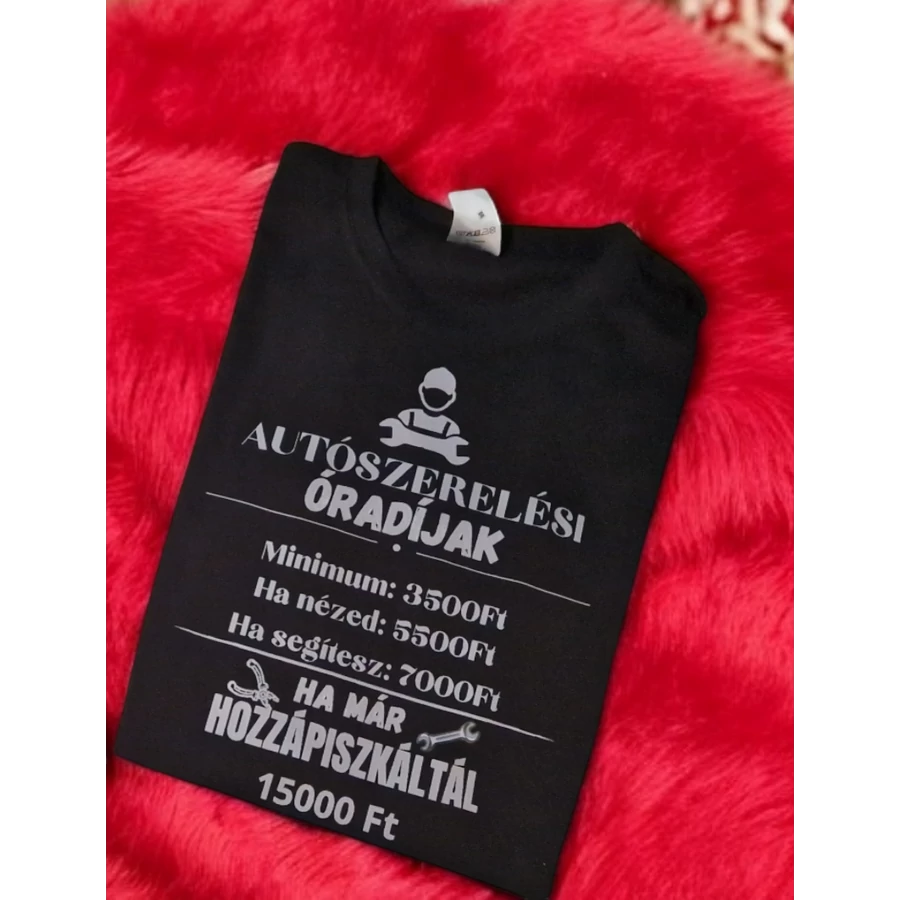 AUTÓSZERELÉSI
ÓRADÍJAK
Minimum: 3500Ft
Ha nézed: 5500Ft
Ha segítesz: 7000Ft
HA MÁR
HOZZÁPISZKÁLTÁL
15000 Ft